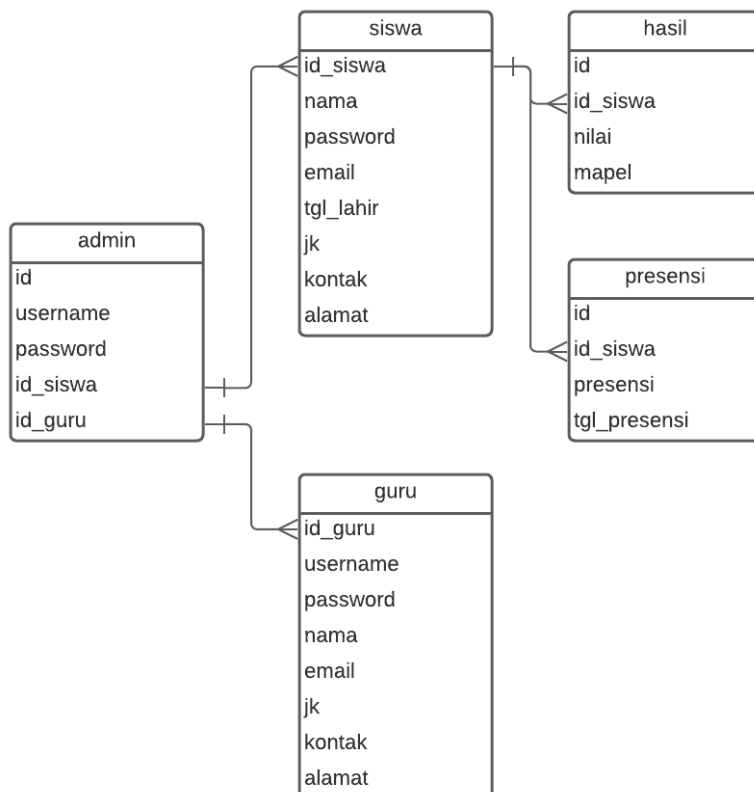 siswa
id_siswa
nama
password
email
tgl_lahir
jk
kontak
alamat
hasil
id
id_siswa
nilai
mapel
admin
id
username
password
id_siswa
id_guru
presensi
id
id_siswa
presensi
tgl_presensi
guru
id_guru
username
password
nama
email
jk
kontak
alamat